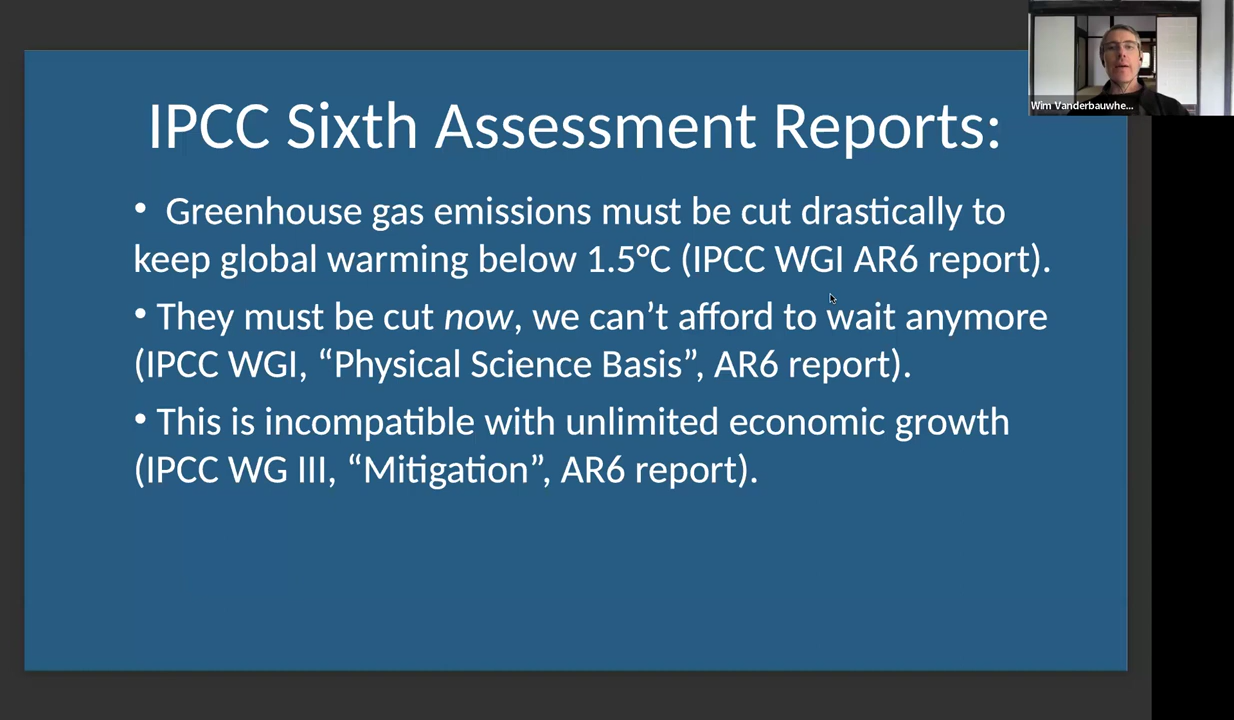 Wim Vanderbauwhe...
IPCC Sixth Assessment Reports:
• Greenhouse gas emissions must be cut drastically to
keep global warming below 1.5°C (IPCC WGI AR6 report).
• They must be cut now, we can’t afford to wait anymore
(IPCC WGI, “Physical Science Basis”, AR6 report).
• This is incompatible with unlimited economic growth
(IPCC WG III, “Mitigation”, AR6 report).